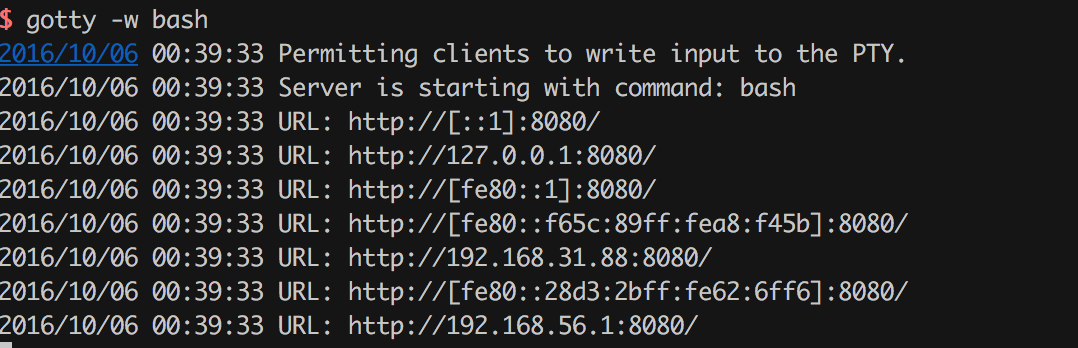 $ gotty -w bash
2016/10/06 00:39:33 Permitting clients to write input to the PTY.
2016/10/06 00:39:33 Server is starting with command: bash
2016/10/06 00:39:33 URL: http://[::1]:8080/
2016/10/06 00:39:33 URL: http://127.0.0.1:8080/
2016/10/06 00:39:33 URL: http://[fe80::1]:8080/
2016/10/06 00:39:33 URL: http://[fe80::f65c:89ff:fea8:f45b]:8080/
2016/10/06 00:39:33 URL: http://192.168.31.88:8080/
2016/10/06 00:39:33 URL: http://[fe80::28d3:2bff:fe62:6ff6]:8080/
2016/10/06 00:39:33 URL: http://192.168.56.1:8080/